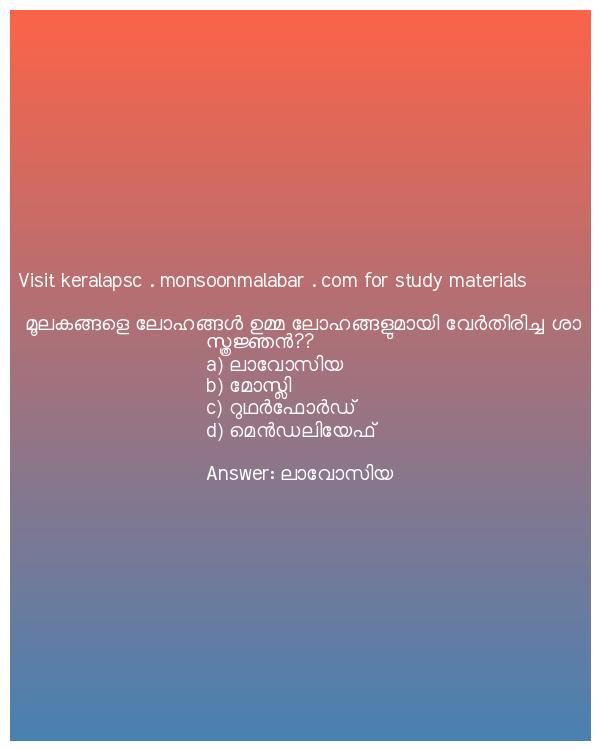 Visit keralapsc . monsoonmalabar . com for study materials
മൂലകങ്ങളെ ലോഹങ്ങൾ ഉമ്മ ലോഹങ്ങളുമായി വേർതിരിച്ച ശാ
സ്ത്രജ്ഞൻ??
a) ലാവോസിയ
b) മോസ്ലി
c) റുഥർഫോർഡ്
d) മെൻഡലിയേഫ്
Answer: ലാവോസിയ